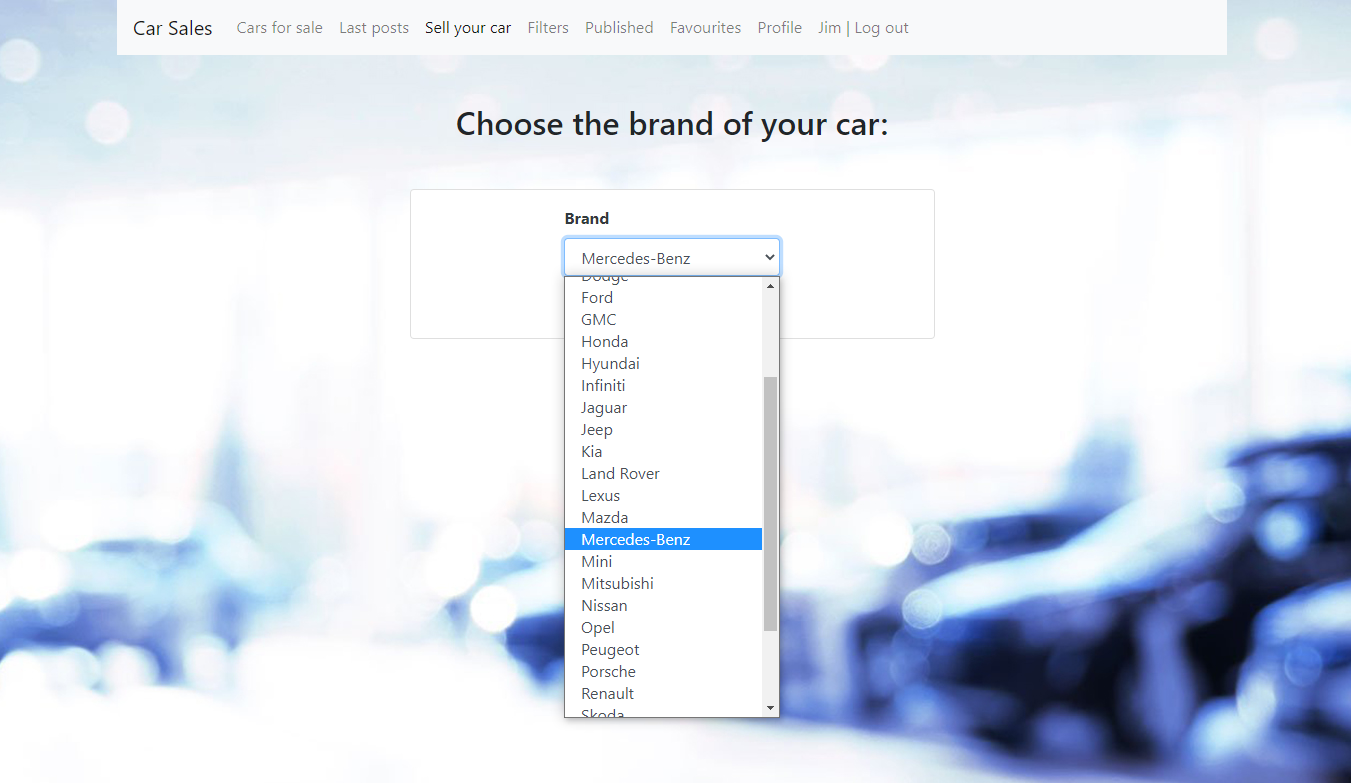 Car Sales Cars for sale Last posts Sell your car Filters Published Favourites Profile Jim | Log out
Choose the brand of your car:
Brand
Mercedes-Benz
Dodge
Ford
GMC
Honda
Hyundai
Infiniti
Jaguar
Jeep
Kia
Land Rover
Lexus
Mazda
Mercedes-Benz
Mini
Mitsubishi
Nissan
Opel
Peugeot
Porsche
Renault
Skoda